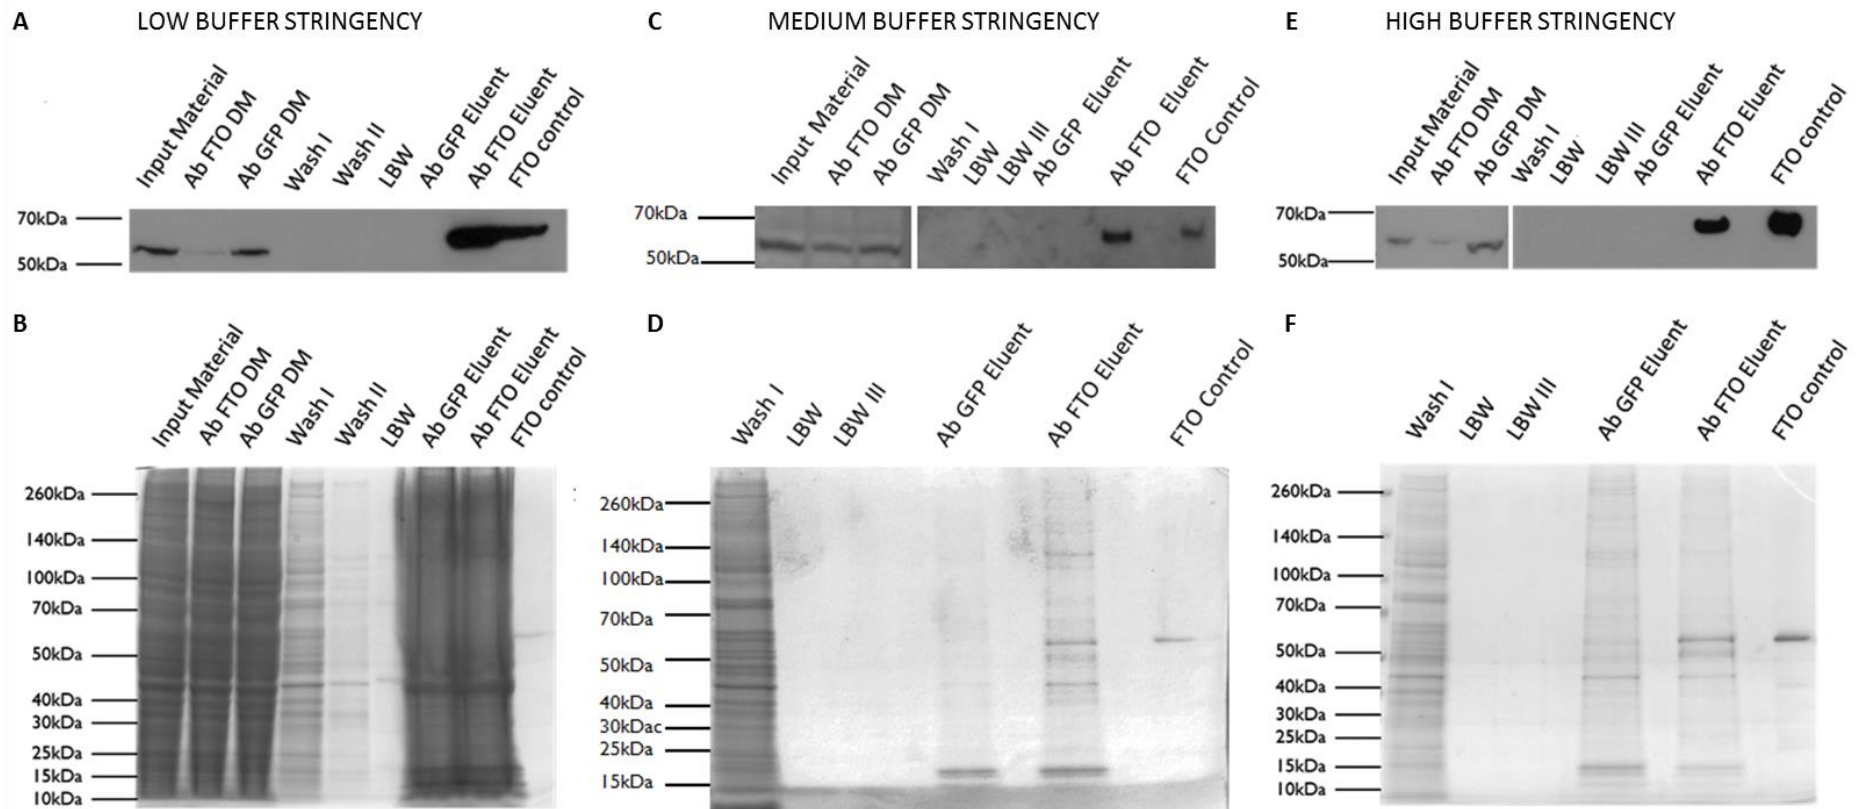 A LOW BUFFER STRINGENCY
Input Material
Ab FTO DM
Ab GFP DM
Wash I
Wash II
LBW
Ab GFP Eluent
Ab FTO Eluent
FTO control
70kDa
50kDa
C MEDIUM BUFFER STRINGENCY
Input Material
Ab FTO DM
Ab GFP DM
Wash I
LBW
LBW III
Ab GFP Eluent
Ab FTO Eluent
FTO Control
70kDa
50kDa
E HIGH BUFFER STRINGENCY
Input Material
Ab FTO DM
Ab GFP DM
Wash I
LBW
LBW III
Ab GFP Eluent
Ab FTO Eluent
FTO control
70kDa
50kDa
B
Input Material
Ab FTO DM
Ab GFP DM
Wash I
Wash II
LBW
Ab GFP Eluent
Ab FTO Eluent
FTO control
260kDa
140kDa
100kDa
70kDa
50kDa
40kDa
30kDa
25kDa
15kDa
10kDa
D
Wash I
LBW
LBW III
Ab GFP Eluent
Ab FTO Eluent
FTO Control
260kDa
140kDa
100kDa
70kDa
50kDa
40kDa
30kDac
25kDa
15kDa
F
Wash I
LBW
LBW III
Ab GFP Eluent
Ab FTO Eluent
FTO control
260kDa
140kDa
100kDa
70kDa
50kDa
40kDa
30kDa
25kDa
15kDa
10kDa